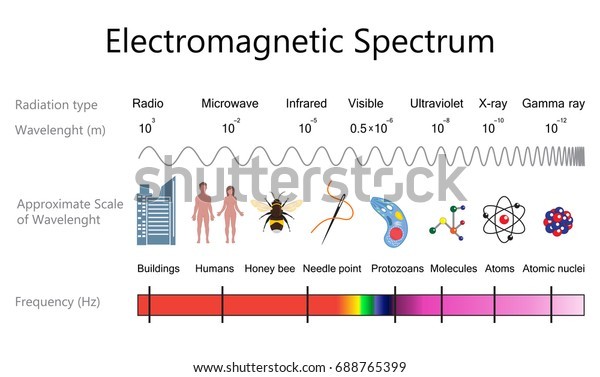 Electromagnetic Spectrum
Radiation type Radio Microwave Infrared Visible Ultraviolet X-ray Gamma ray
Wavelenght (m) 10³ 10⁻² 10⁻⁵ 0.5×10⁻⁶ 10⁻⁸ 10⁻¹⁰ 10⁻¹²
shutterstock
Approximate Scale
of Wavelenght
Buildings Humans Honey bee Needle point Protozoans Molecules Atoms Atomic nuclei
Frequency (Hz)
www.shutterstock.com · 688765399